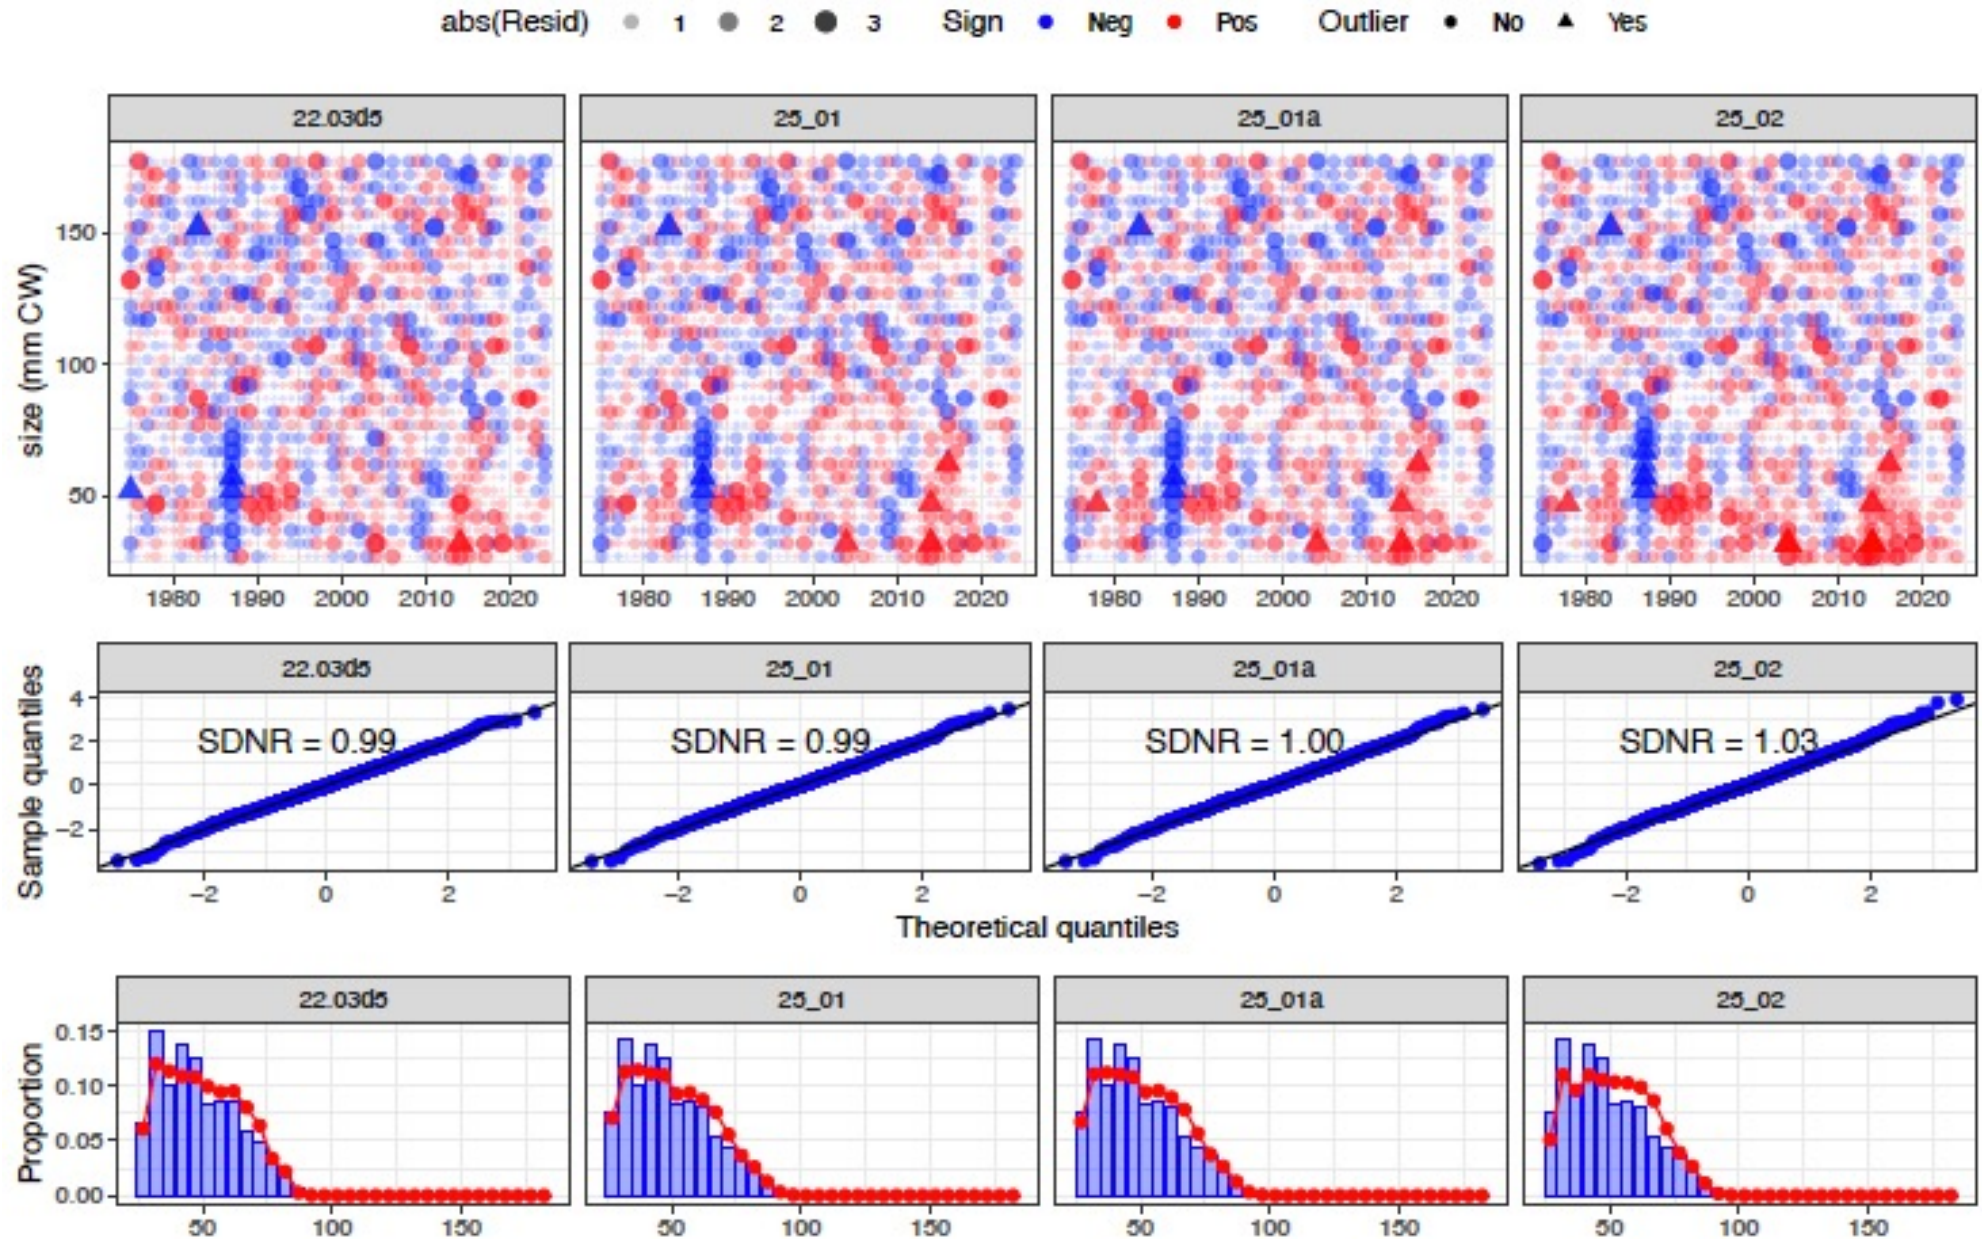 abs(Resid) 1 2 3 Sign Neg Pos Outlier No Yes
22.03d5 25_01 25_01a 25_02
size (mm CW)
150
100
50
1980 1990 2000 2010 2020 1980 1990 2000 2010 2020 1980 1990 2000 2010 2020 1980 1990 2000 2010 2020
22.03d5 25_01 25_01a 25_02
Sample quantiles
4
2
0
−2
SDNR = 0.99 SDNR = 0.99 SDNR = 1.00 SDNR = 1.03
−2 0 2 −2 0 2 −2 0 2 −2 0 2
Theoretical quantiles
22.03d5 25_01 25_01a 25_02
Proportion
0.15
0.10
0.05
0.00
50 100 150 50 100 150 50 100 150 50 100 150